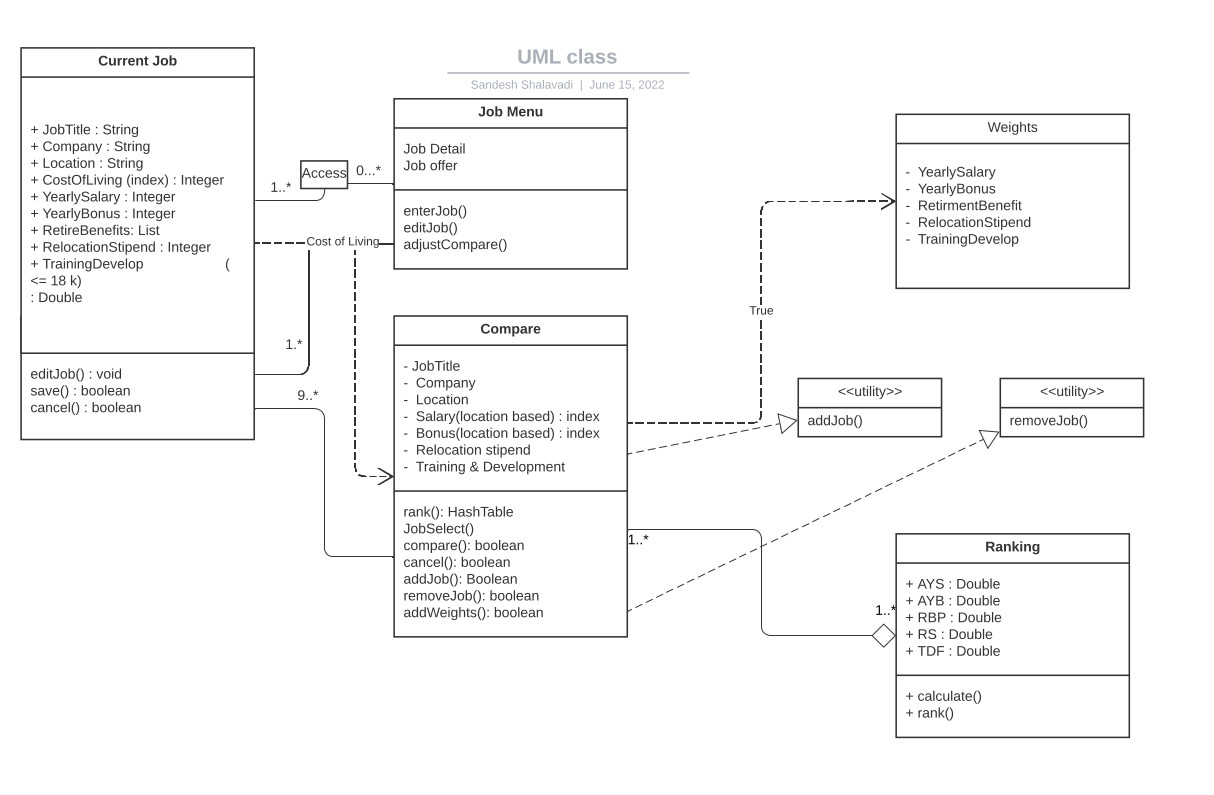 UML class
Sandesh Shalavadi | June 15, 2022
Current Job
+ JobTitle : String
+ Company : String
+ Location : String
+ CostOfLiving (index) : Integer
+ YearlySalary : Integer
+ YearlyBonus : Integer
+ RetireBenefits: List
+ RelocationStipend : Integer
+ TrainingDevelop (
<= 18 k)
: Double
editJob() : void
save() : boolean
cancel() : boolean
1..*
Access
0...*
Cost of Living
1.*
9..*
Job Menu
Job Detail
Job offer
enterJob()
editJob()
adjustCompare()
Compare
- JobTitle
- Company
- Location
- Salary(location based) : index
- Bonus(location based) : index
- Relocation stipend
- Training & Development
rank(): HashTable
JobSelect()
compare(): boolean
cancel(): boolean
addJob(): Boolean
removeJob(): boolean
addWeights(): boolean
True
1..*
1..*
Weights
- YearlySalary
- YearlyBonus
- RetirmentBenefit
- RelocationStipend
- TrainingDevelop
<<utility>>
addJob()
<<utility>>
removeJob()
Ranking
+ AYS : Double
+ AYB : Double
+ RBP : Double
+ RS : Double
+ TDF : Double
+ calculate()
+ rank()